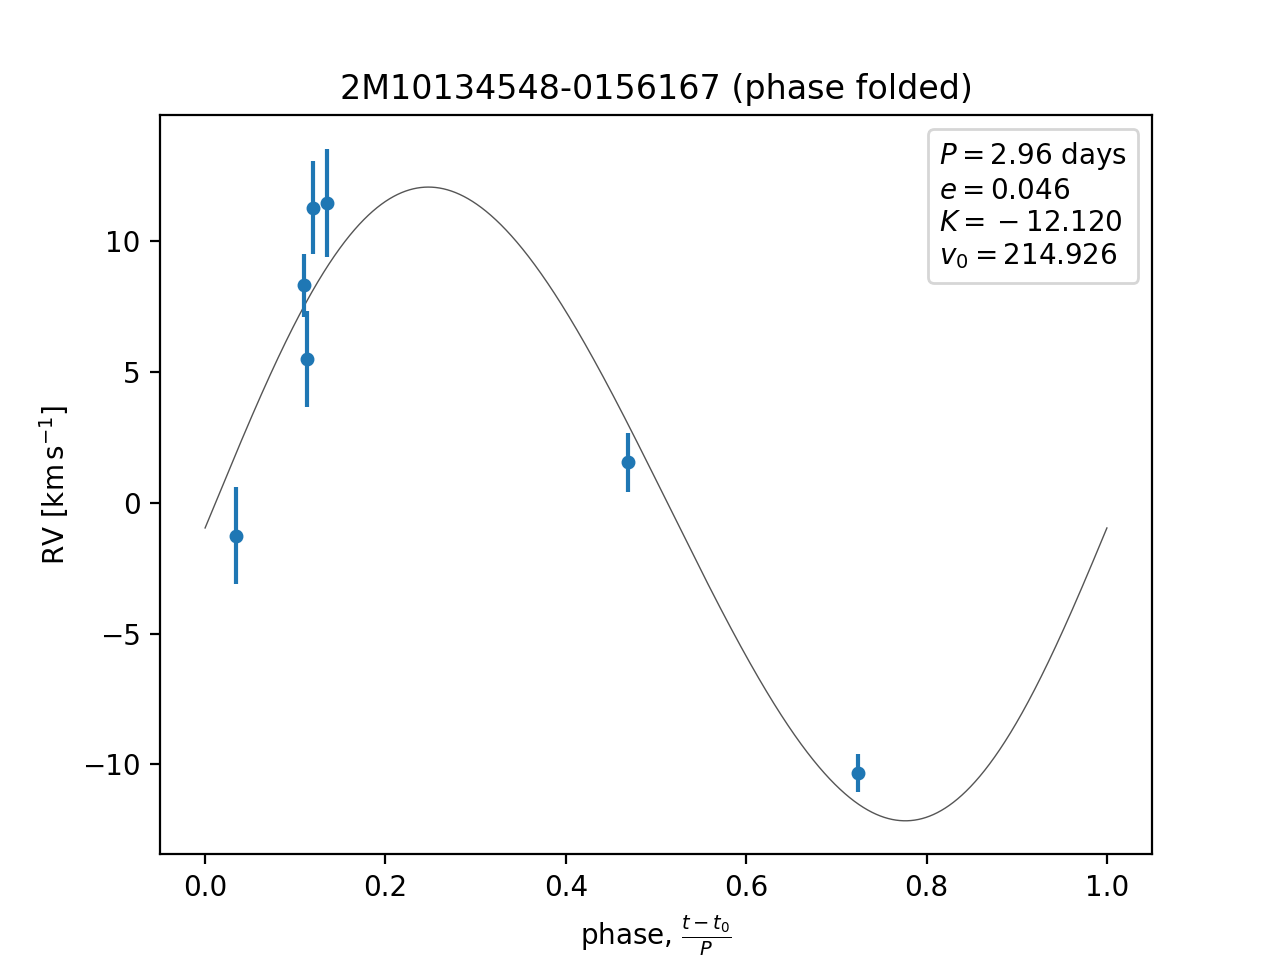 2M10134548-0156167 (phase folded)
P = 2.96 days
e = 0.046
K = −12.120
v₀ = 214.926
10
5
0
−5
−10
RV [km s⁻¹]
0.0 0.2 0.4 0.6 0.8 1.0
phase, (t − t₀)/P